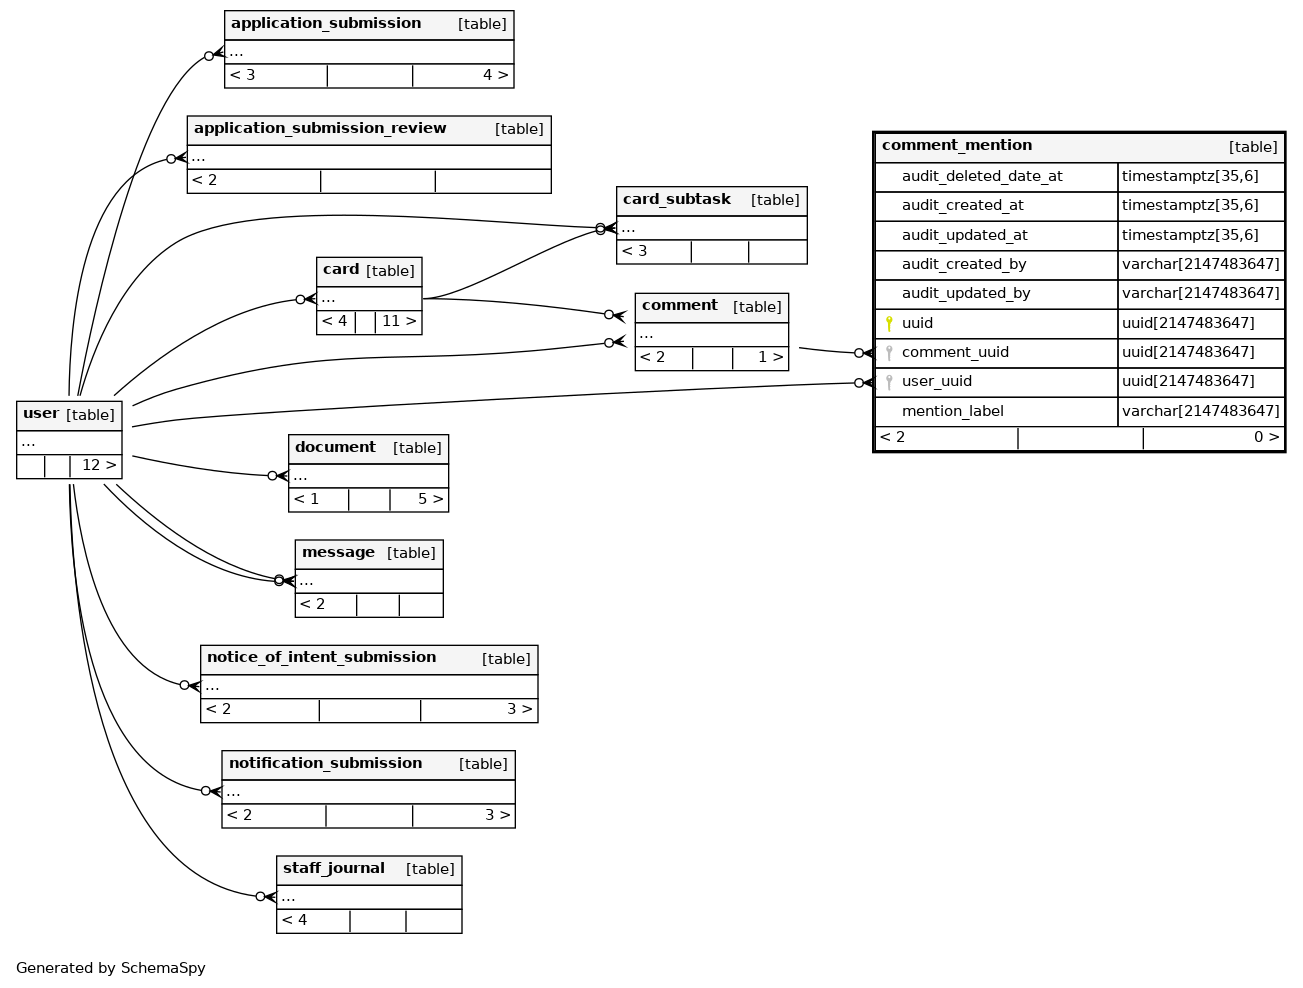 application_submission [table]
...
< 3 4 >
application_submission_review [table]
...
< 2
comment_mention [table]
audit_deleted_date_at timestamptz[35,6]
audit_created_at timestamptz[35,6]
audit_updated_at timestamptz[35,6]
audit_created_by varchar[2147483647]
audit_updated_by varchar[2147483647]
uuid uuid[2147483647]
comment_uuid uuid[2147483647]
user_uuid uuid[2147483647]
mention_label varchar[2147483647]
< 2 0 >
card_subtask [table]
...
< 3
card [table]
...
< 4 11 >
comment [table]
...
< 2 1 >
user [table]
...
12 >
document [table]
...
< 1 5 >
message [table]
...
< 2
notice_of_intent_submission [table]
...
< 2 3 >
notification_submission [table]
...
< 2 3 >
staff_journal [table]
...
< 4
Generated by SchemaSpy